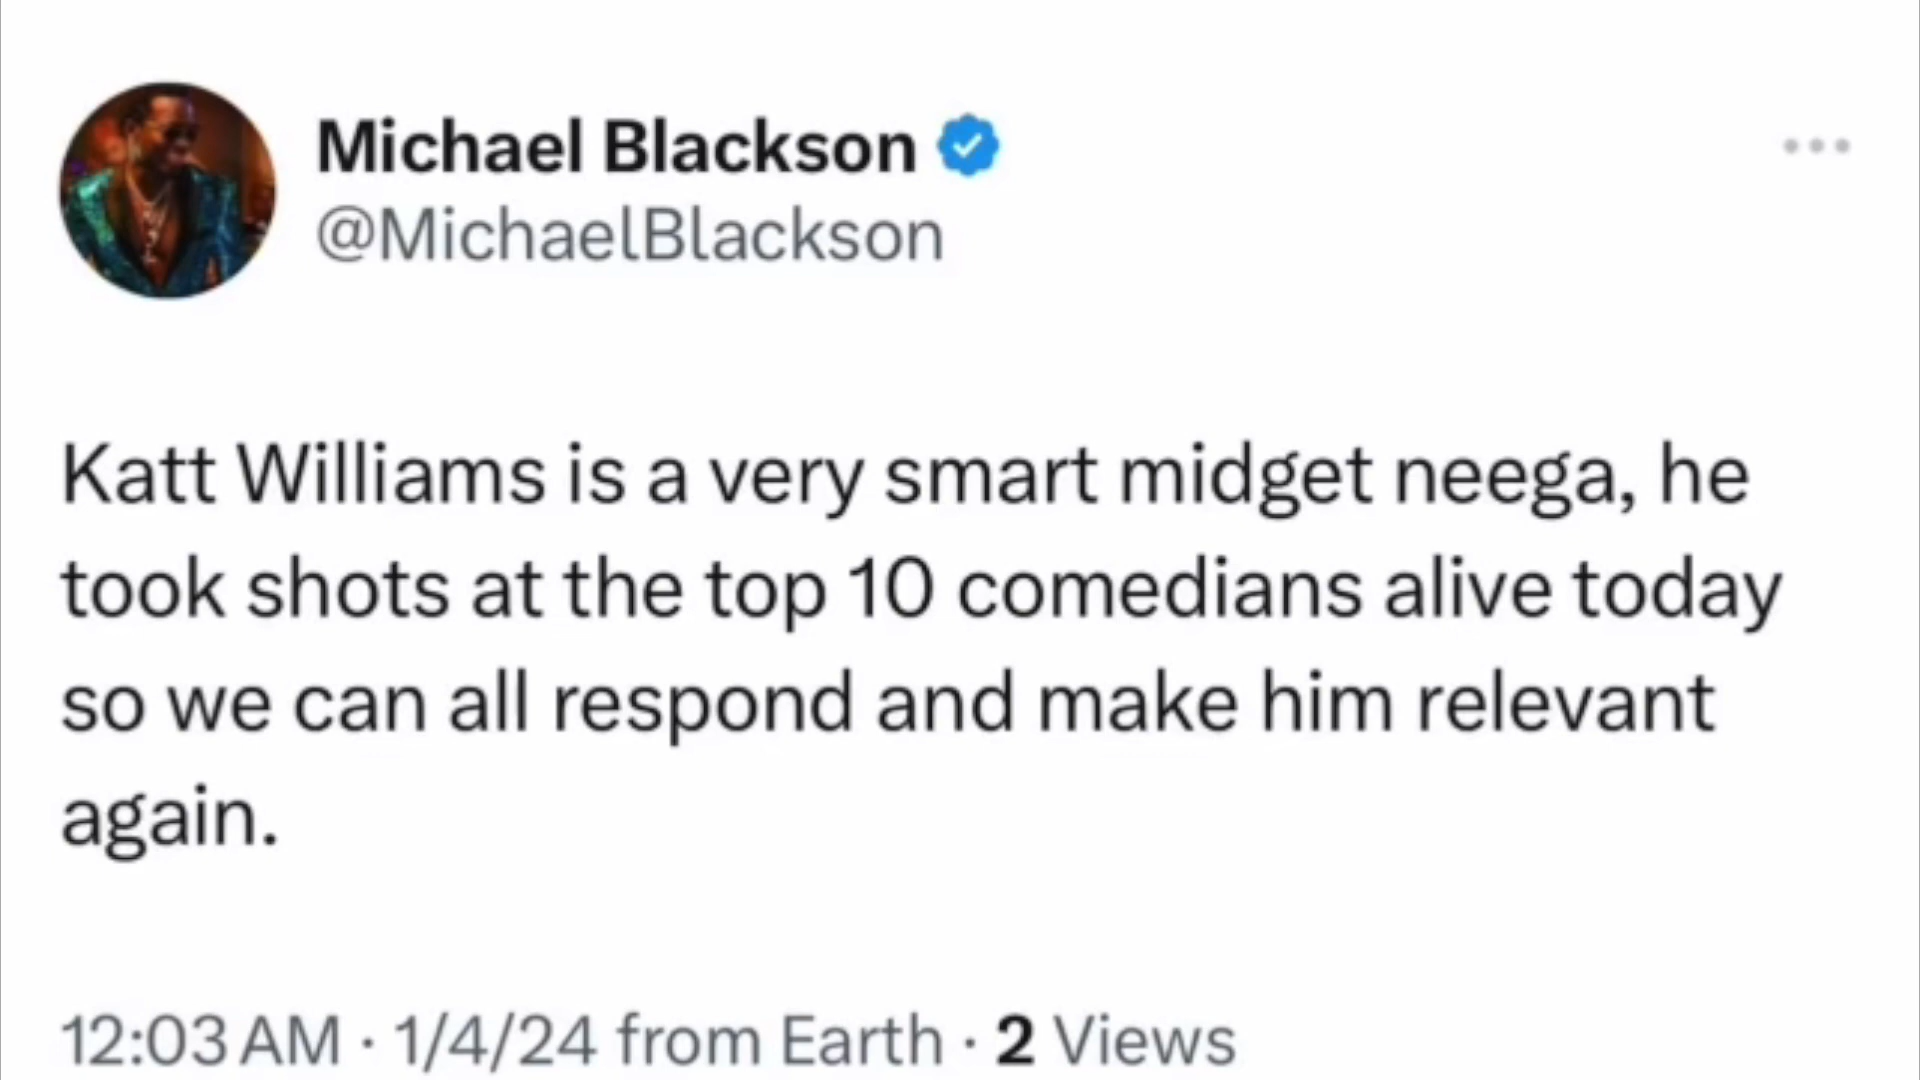 Michael Blackson
@MichaelBlackson
Katt Williams is a very smart midget neega, he
took shots at the top 10 comedians alive today
so we can all respond and make him relevant
again.
12:03 AM · 1/4/24 from Earth · 2 Views